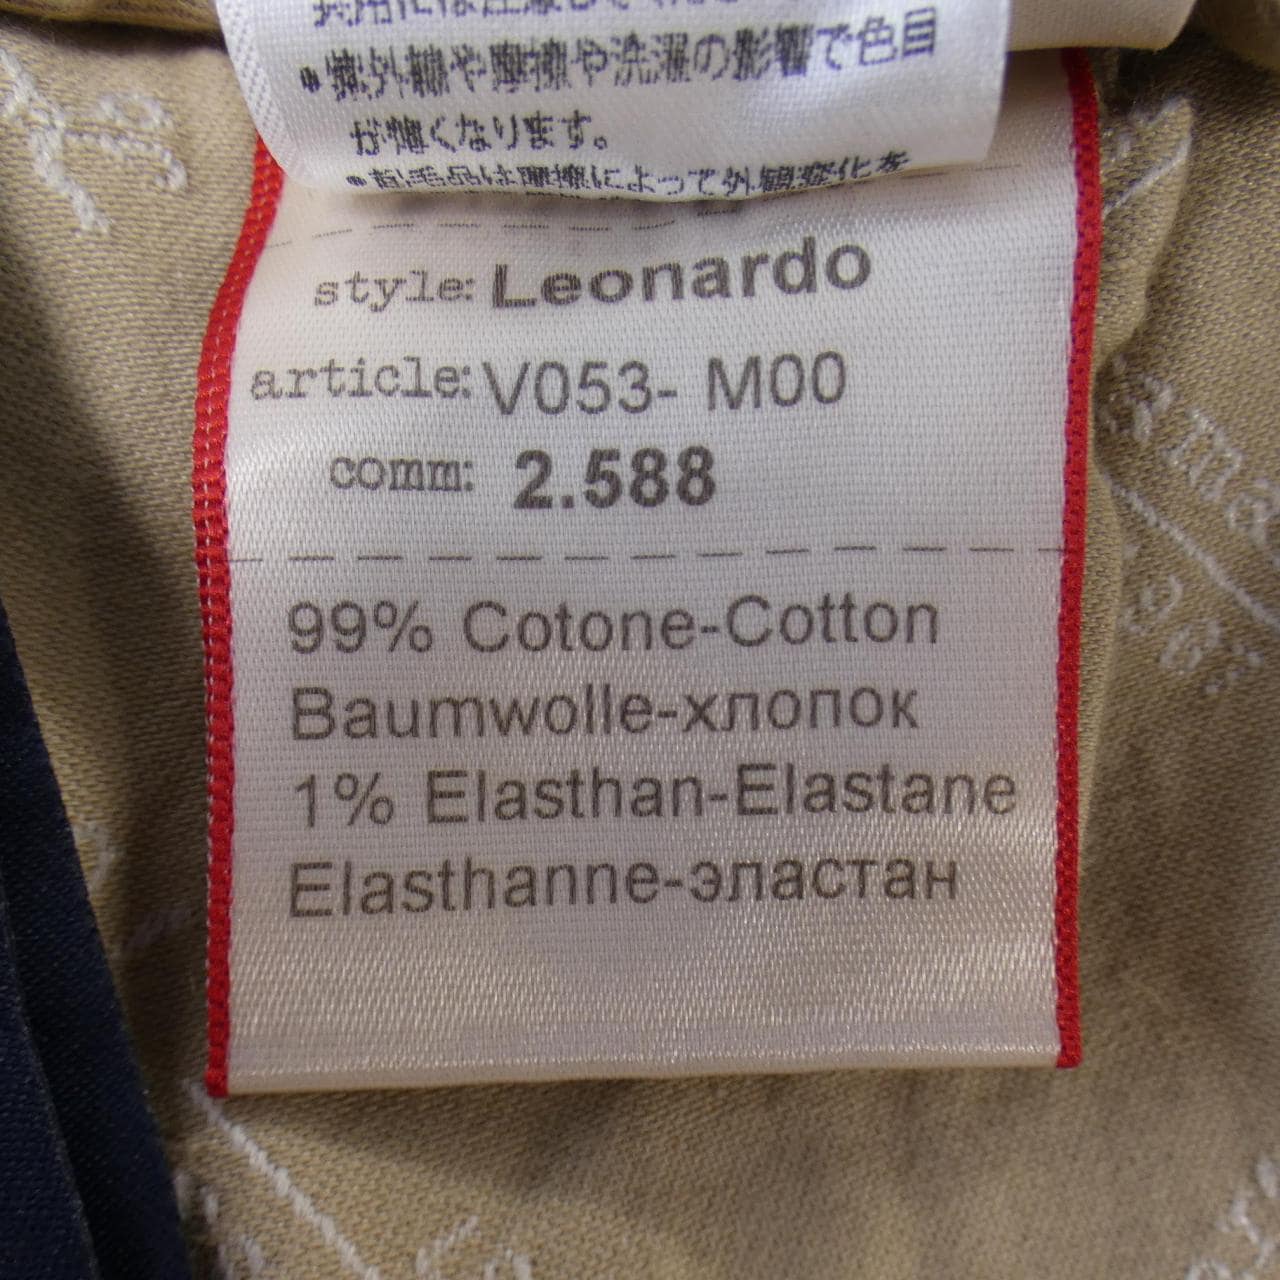 •紫外線や摩擦や洗濯の影響で色目
が薄くなります。
style: Leonardo
article: V053- M00
comm: 2.588
99% Cotone-Cotton
Baumwolle-хлопок
1% Elasthan-Elastane
Elasthanne-эластан